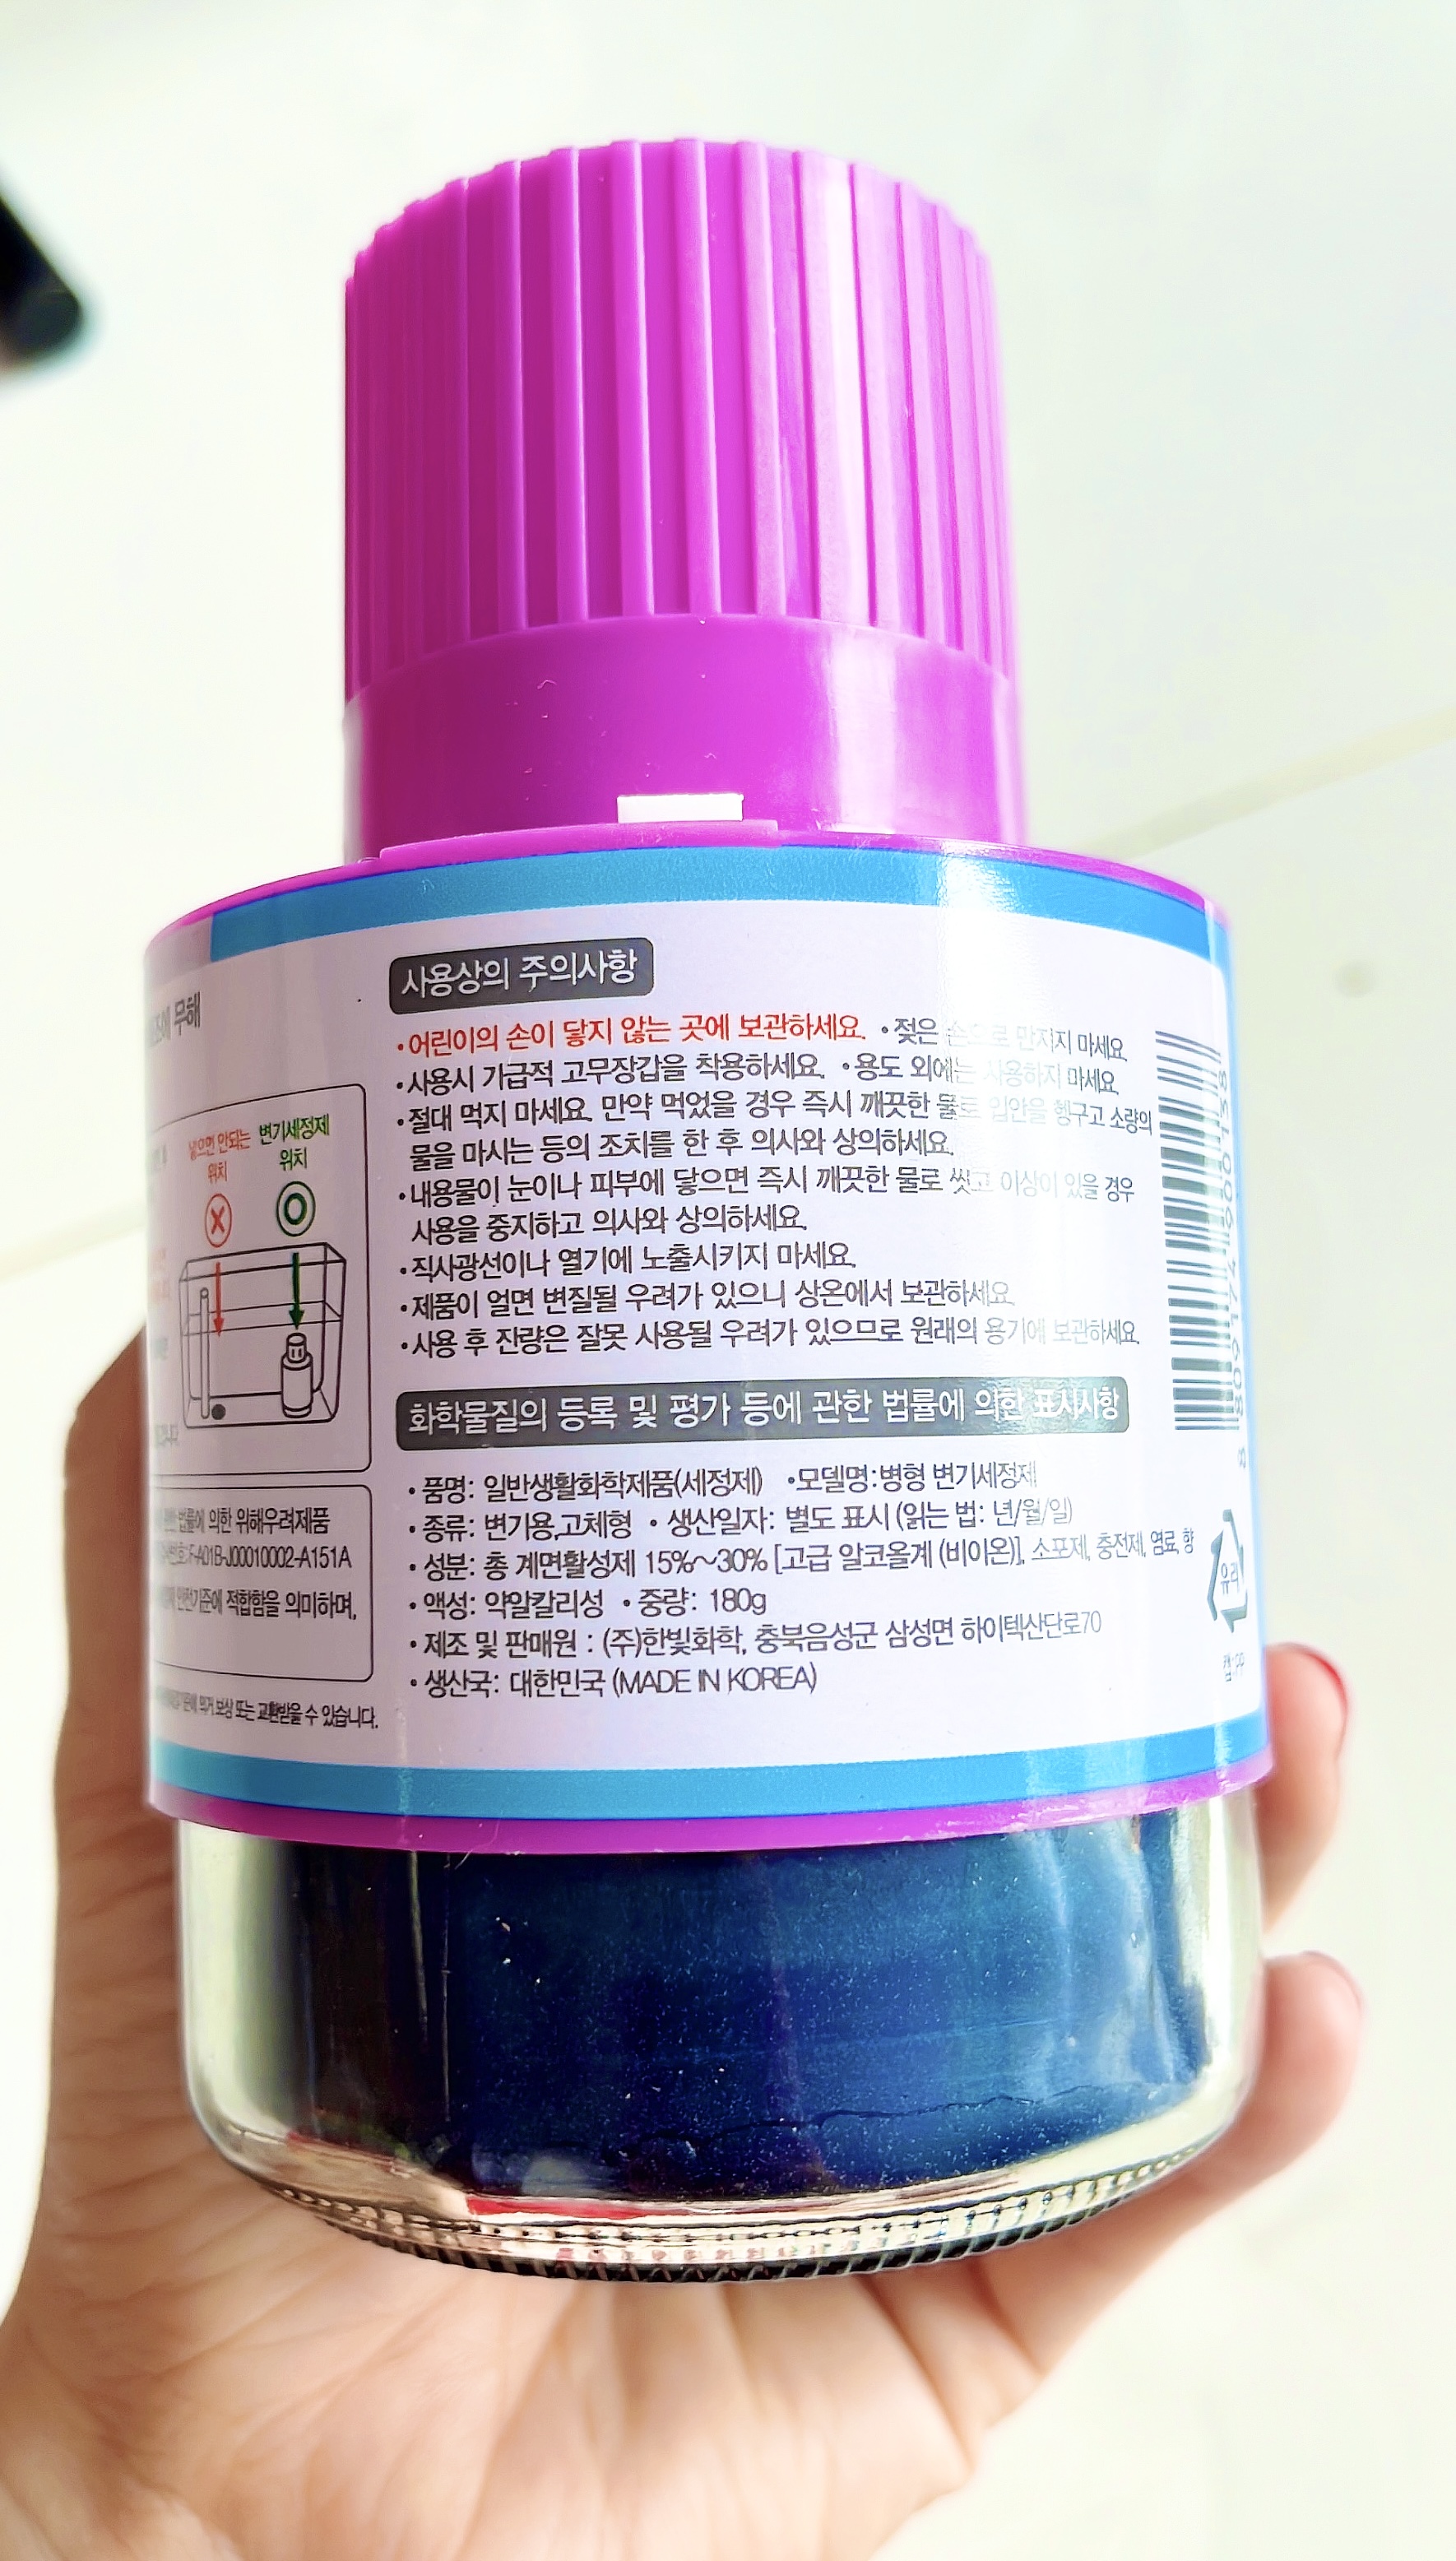 무해
사용상의 주의사항
•어린이의 손이 닿지 않는 곳에 보관하세요. •젖은 손으로 만지지 마세요.
•사용시 가급적 고무장갑을 착용하세요. •용도 외에는 사용하지 마세요.
•절대 먹지 마세요. 만약 먹었을 경우 즉시 깨끗한 물로 입안을 헹구고 소량의
물을 마시는 등의 조치를 한 후 의사와 상의하세요.
•내용물이 눈이나 피부에 닿으면 즉시 깨끗한 물로 씻고 이상이 있을 경우
사용을 중지하고 의사와 상의하세요.
•직사광선이나 열기에 노출시키지 마세요.
•제품이 얼면 변질될 우려가 있으니 상온에서 보관하세요.
•사용 후 잔량은 잘못 사용될 우려가 있으므로 원래의 용기에 보관하세요.
넣으면 안되는
위치
변기세정제
위치
화학물질의 등록 및 평가 등에 관한 법률에 의한 표시사항
•품명: 일반생활화학제품(세정제) •모델명:병형 변기세정제
•종류: 변기용,고체형 •생산일자: 별도 표시 (읽는 법: 년/월/일)
•성분: 총 계면활성제 15%~30% [고급 알코올계 (비이온)], 소포제, 충전제, 염료, 향
•액성: 약알칼리성 •중량: 180g
•제조 및 판매원 : (주)한빛화학, 충북음성군 삼성면 하이텍산단로70
•생산국: 대한민국 (MADE IN KOREA)
법률에 의한 위해우려제품
F-A01B-J00010002-A151A
안전기준에 적합함을 의미하며,
보상 또는 교환받을 수 있습니다.
유리
캡:PP